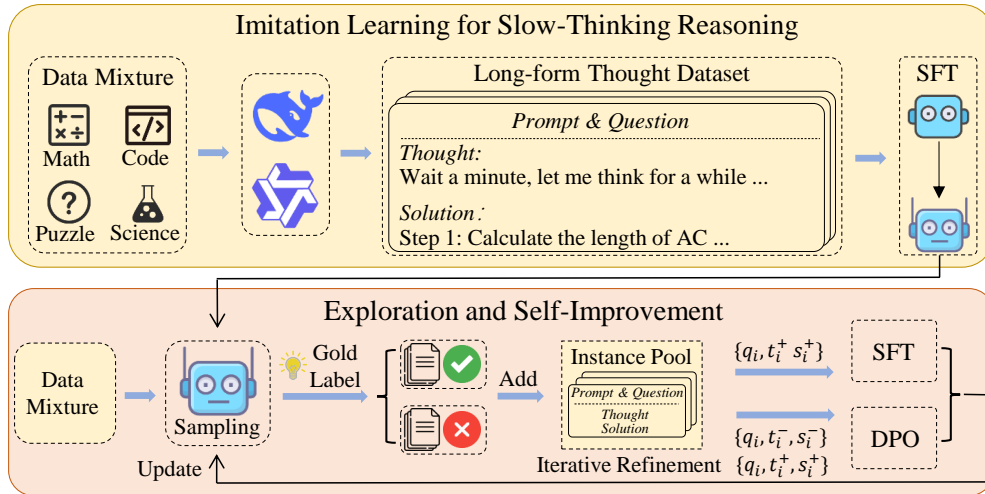 Imitation Learning for Slow-Thinking Reasoning
Data Mixture
Math
Code
Puzzle
Science
Long-form Thought Dataset
Prompt & Question
Thought:
Wait a minute, let me think for a while ...
Solution:
Step 1: Calculate the length of AC ...
SFT
Exploration and Self-Improvement
Data
Mixture
Sampling
Update
Gold
Label
Add
Instance Pool
Prompt & Question
Thought
Solution
Iterative Refinement
{qᵢ, tᵢ⁺ sᵢ⁺}
{qᵢ, tᵢ⁻, sᵢ⁻}
{qᵢ, tᵢ⁺, sᵢ⁺}
SFT
DPO